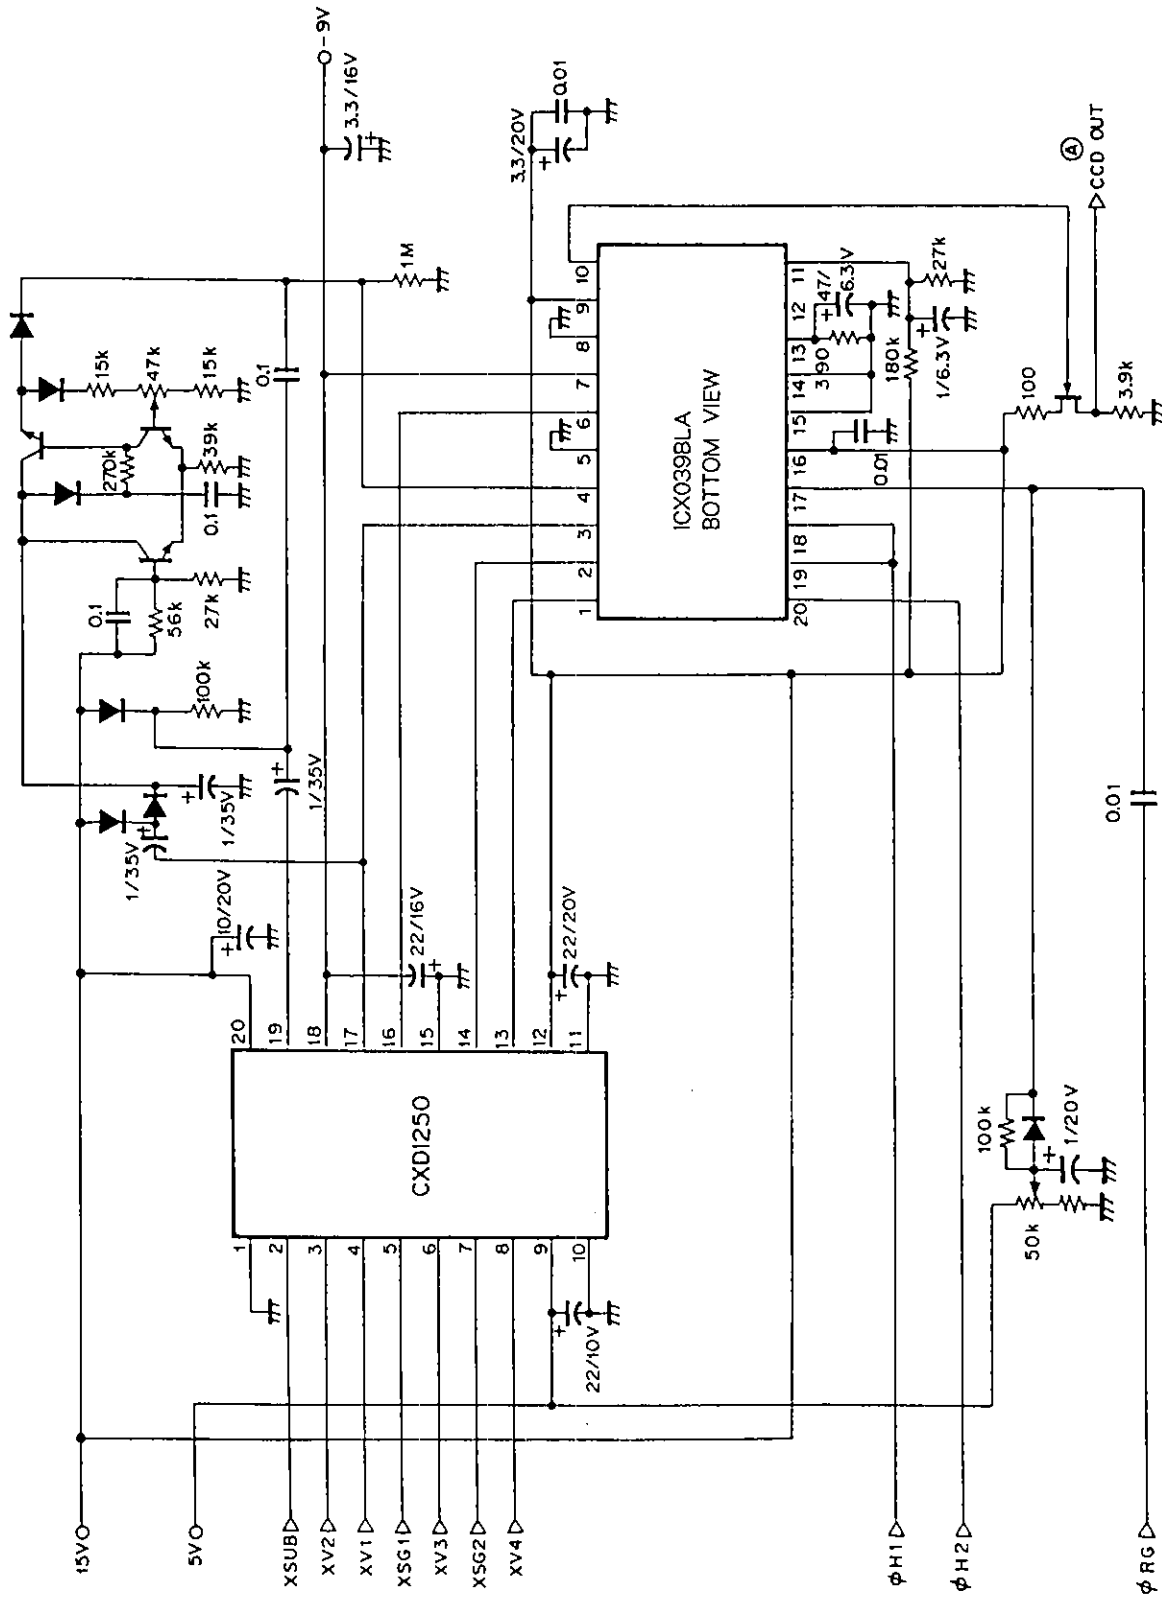 15V
5V
XSUB
XV2
XV1
XSG1
XV3
XSG2
XV4
φH1
φH2
φRG
1
2
3
4
5
6
7
8
9
10
22/10V
CXD1250
20
19
18
17
16
15
14
13
12
11
10/20V
22/16V
22/20V
1/35V
1/35V
1/35V
100k
0.1
56k
27k
0.1
270k
39k
15k
47k
15k
0.1
1M
-9V
3.3/16V
3.3/20V
0.01
1
2
3
4
5
6
7
8
9
10
ICX039BLA
BOTTOM VIEW
20
19
18
17
16
15
14
13
12
11
0.01
3.90
47/
6.3V
180k
1/6.3V
27k
100
3.9k
A
CCD OUT
100k
50k
1/20V
0.01